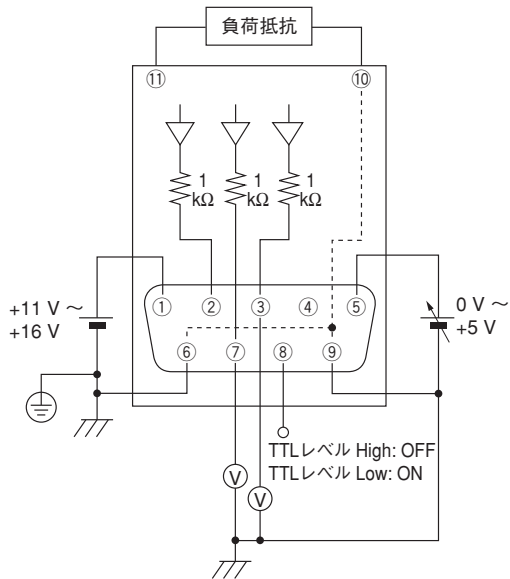 負荷抵抗
⑪ ⑩
1 1 1
kΩ kΩ kΩ
① ② ③ ④ ⑤
+11 V ～
+16 V
0 V ～
+5 V
⑥ ⑦ ⑧ ⑨
TTLレベル High: OFF
TTLレベル Low: ON
V
V